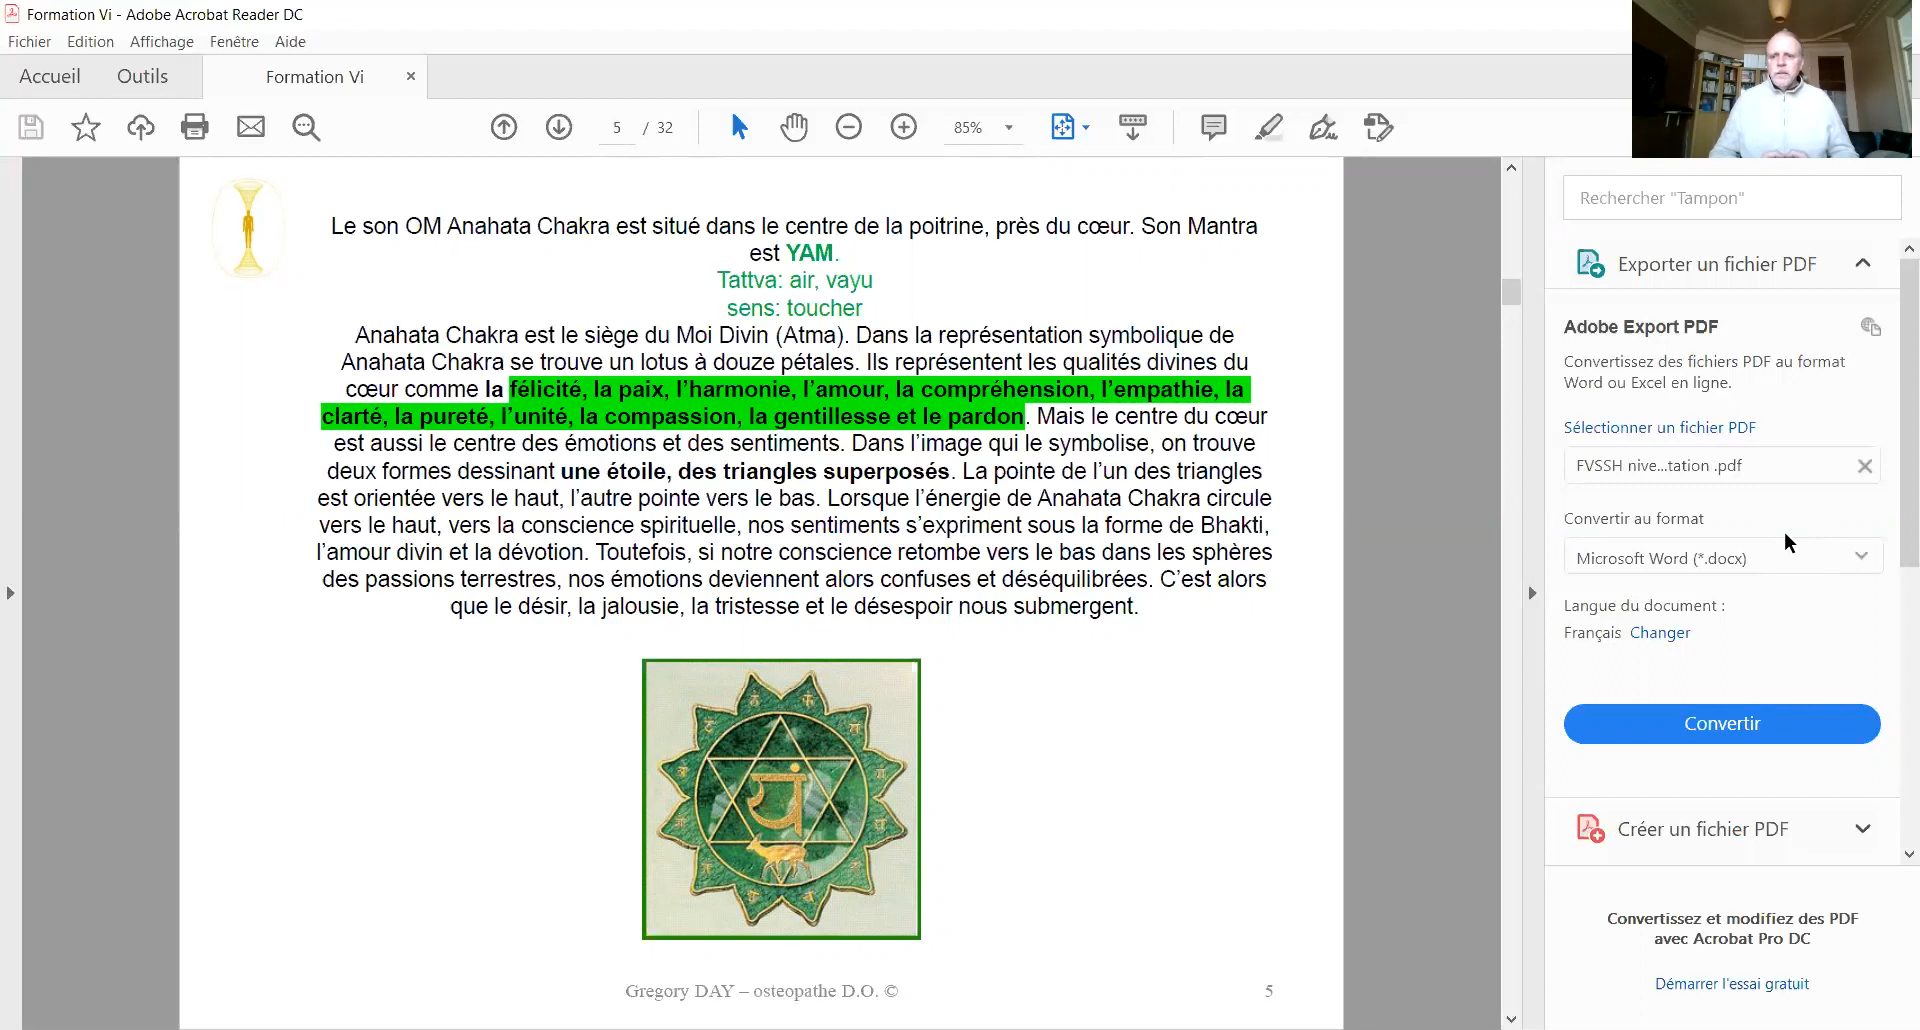 Formation Vi - Adobe Acrobat Reader DC
Fichier Edition Affichage Fenêtre Aide
Accueil Outils Formation Vi ×
5 / 32 85%
Le son OM Anahata Chakra est situé dans le centre de la poitrine, près du cœur. Son Mantra
est YAM.
Tattva: air, vayu
sens: toucher
Anahata Chakra est le siège du Moi Divin (Atma). Dans la représentation symbolique de
Anahata Chakra se trouve un lotus à douze pétales. Ils représentent les qualités divines du
cœur comme la félicité, la paix, l’harmonie, l’amour, la compréhension, l’empathie, la
clarté, la pureté, l’unité, la compassion, la gentillesse et le pardon. Mais le centre du cœur
est aussi le centre des émotions et des sentiments. Dans l’image qui le symbolise, on trouve
deux formes dessinant une étoile, des triangles superposés. La pointe de l’un des triangles
est orientée vers le haut, l’autre pointe vers le bas. Lorsque l’énergie de Anahata Chakra circule
vers le haut, vers la conscience spirituelle, nos sentiments s’expriment sous la forme de Bhakti,
l’amour divin et la dévotion. Toutefois, si notre conscience retombe vers le bas dans les sphères
des passions terrestres, nos émotions deviennent alors confuses et déséquilibrées. C’est alors
que le désir, la jalousie, la tristesse et le désespoir nous submergent.
यं
Gregory DAY – osteopathe D.O. © 5
Rechercher "Tampon"
Exporter un fichier PDF
Adobe Export PDF
Convertissez des fichiers PDF au format
Word ou Excel en ligne.
Sélectionner un fichier PDF
FVSSH nive...tation .pdf
Convertir au format
Microsoft Word (*.docx)
Langue du document :
Français Changer
Convertir
Créer un fichier PDF
Convertissez et modifiez des PDF
avec Acrobat Pro DC
Démarrer l'essai gratuit